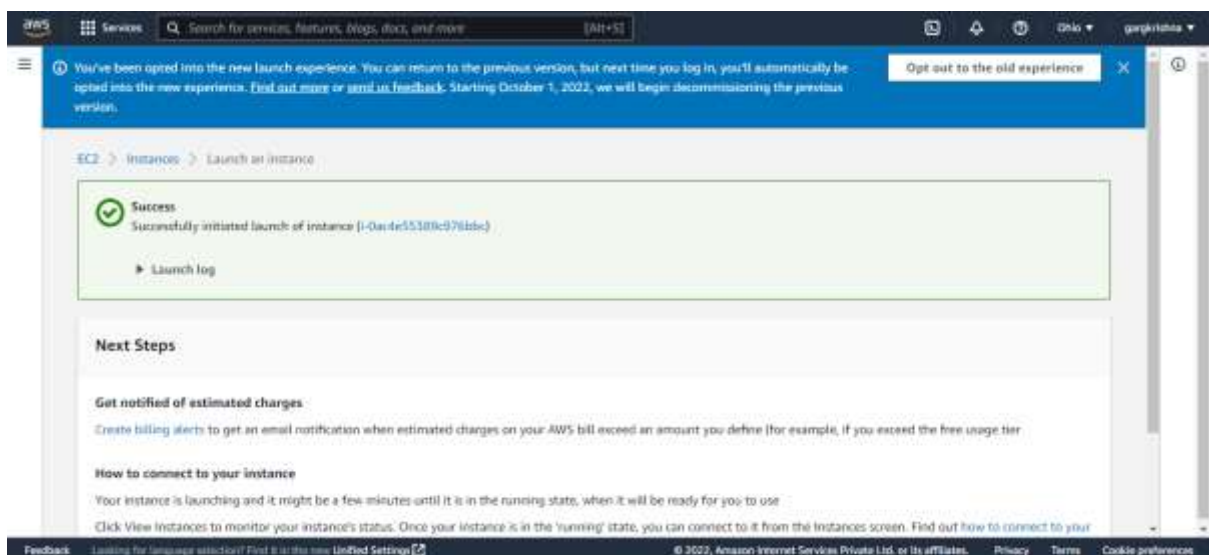 aws
Services
Search for services, features, blogs, docs, and more
[Alt+S]
Ohio
gargkrishna
You've been opted into the new launch experience. You can return to the previous version, but next time you log in, you'll automatically be
opted into the new experience. Find out more or send us feedback. Starting October 1, 2022, we will begin decommissioning the previous
version.
Opt out to the old experience
EC2 > Instances > Launch an instance
Success
Successfully initiated launch of instance
Launch log
Next Steps
Get notified of estimated charges
Create billing alerts to get an email notification when estimated charges on your AWS bill exceed an amount you define (for example, if you exceed the free usage tier
How to connect to your instance
Your instance is launching and it might be a few minutes until it is in the running state, when it will be ready for you to use
Click View Instances to monitor your instance's status. Once your instance is in the 'running' state, you can connect to it from the Instances screen. Find out how to connect to your
Feedback
Looking for language selection? Find it in the new Unified Settings
© 2022, Amazon Internet Services Private Ltd. or its affiliates.
Privacy
Terms
Cookie preferences